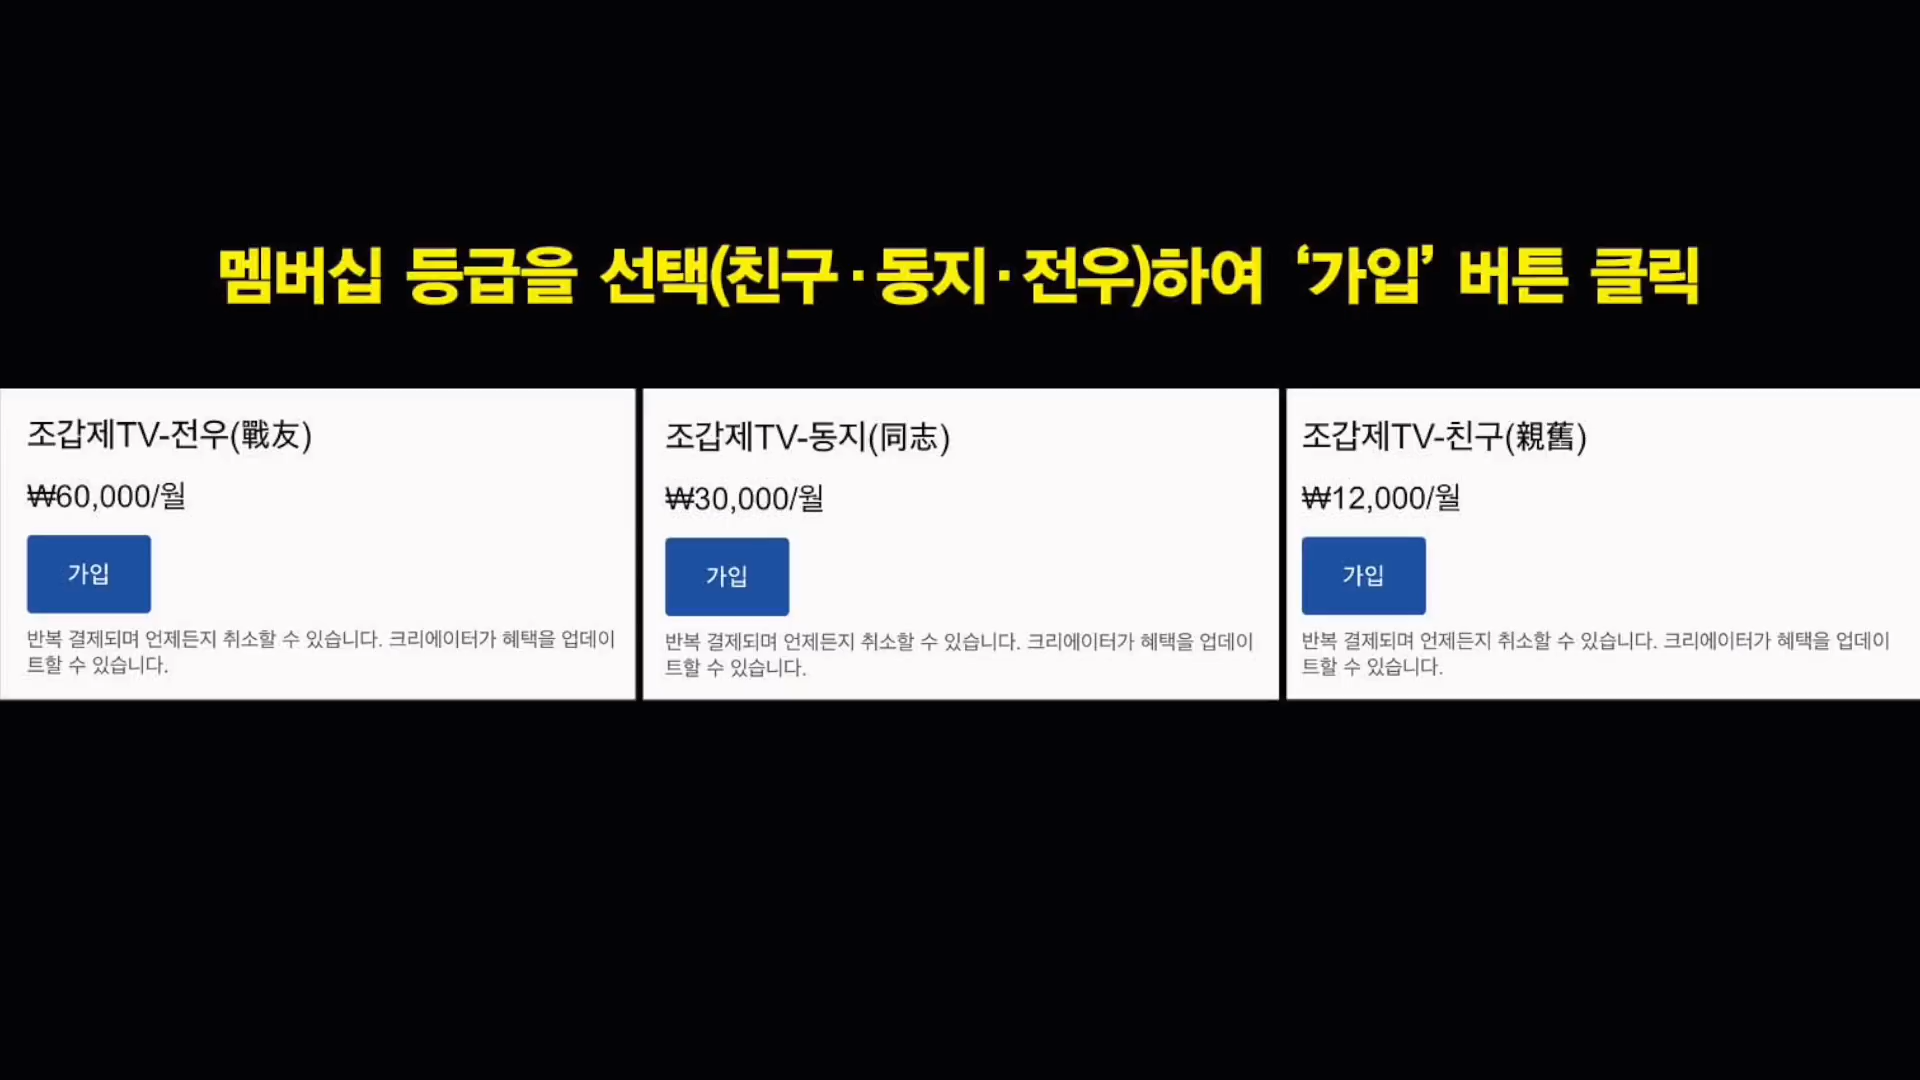 멤버십 등급을 선택(친구·동지·전우)하여 ‘가입’ 버튼 클릭
조갑제TV-전우(戰友)
₩60,000/월
가입
반복 결제되며 언제든지 취소할 수 있습니다. 크리에이터가 혜택을 업데이
트할 수 있습니다.
조갑제TV-동지(同志)
₩30,000/월
가입
반복 결제되며 언제든지 취소할 수 있습니다. 크리에이터가 혜택을 업데이
트할 수 있습니다.
조갑제TV-친구(親舊)
₩12,000/월
가입
반복 결제되며 언제든지 취소할 수 있습니다. 크리에이터가 혜택을 업데이
트할 수 있습니다.